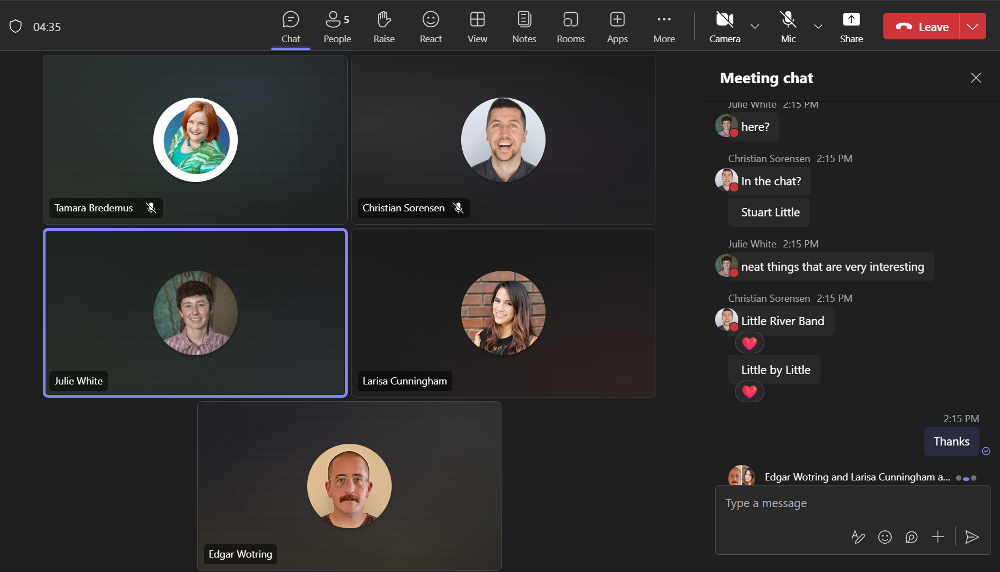 04:35
Chat
People 5
Raise
React
View
Notes
Rooms
Apps
More
Camera
Mic
Share
Leave
Tamara Bredemus
Christian Sorensen
Julie White
Larisa Cunningham
Edgar Wotring
Meeting chat
Julie White 2:15 PM
here?
Christian Sorensen 2:15 PM
In the chat?
Stuart Little
Julie White 2:15 PM
neat things that are very interesting
Christian Sorensen 2:15 PM
Little River Band
Little by Little
2:15 PM
Thanks
Edgar Wotring and Larisa Cunningham a...
Type a message